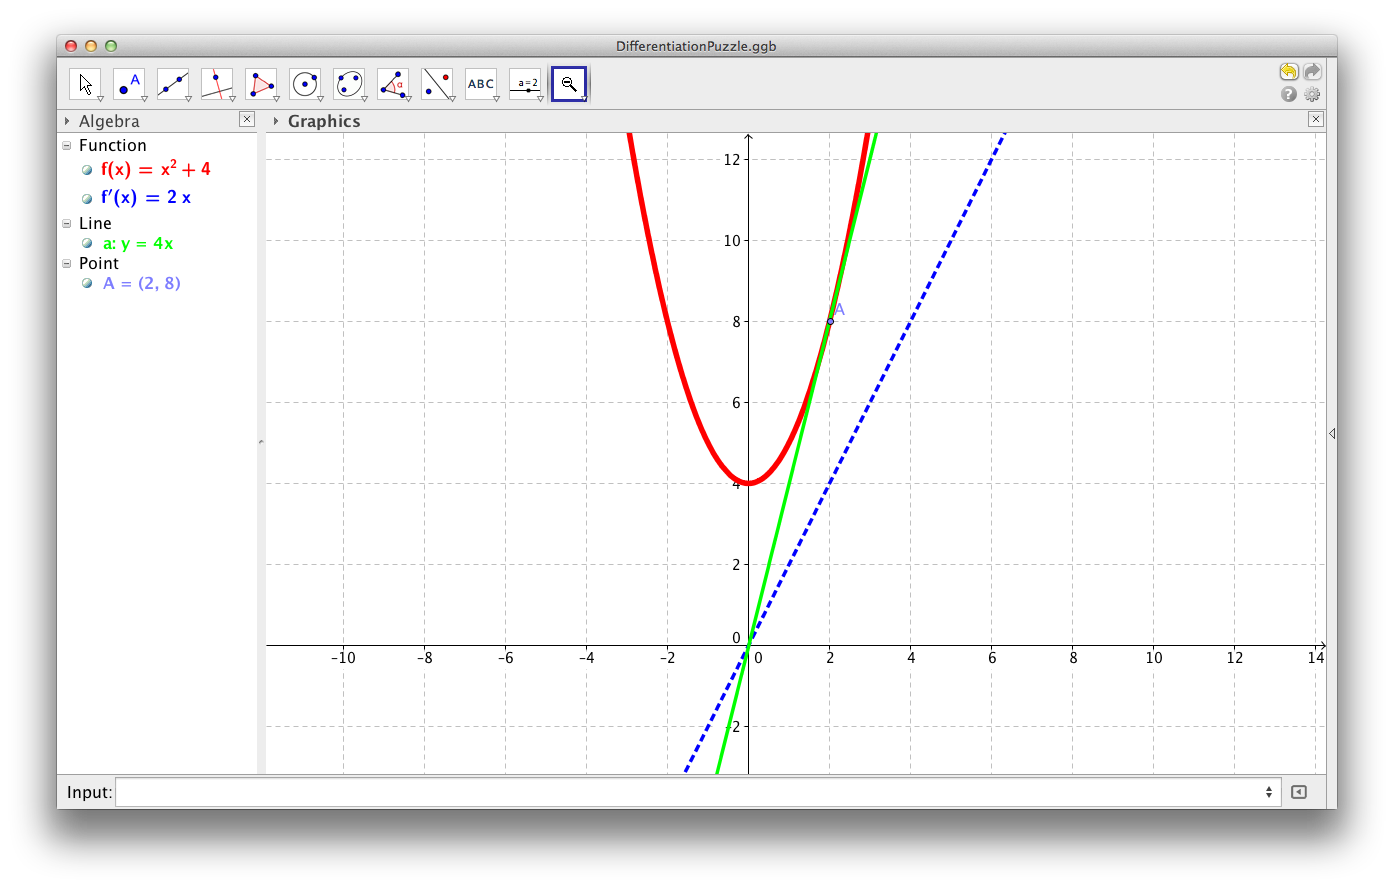 DifferentiationPuzzle.ggb
A
α
ABC
a=2
Algebra
Graphics
Function
f(x) = x² + 4
f′(x) = 2 x
Line
a: y = 4x
Point
A = (2, 8)
12
10
8
A
6
4
2
0
-10 -8 -6 -4 -2 0 2 4 6 8 10 12 14
-2
Input: